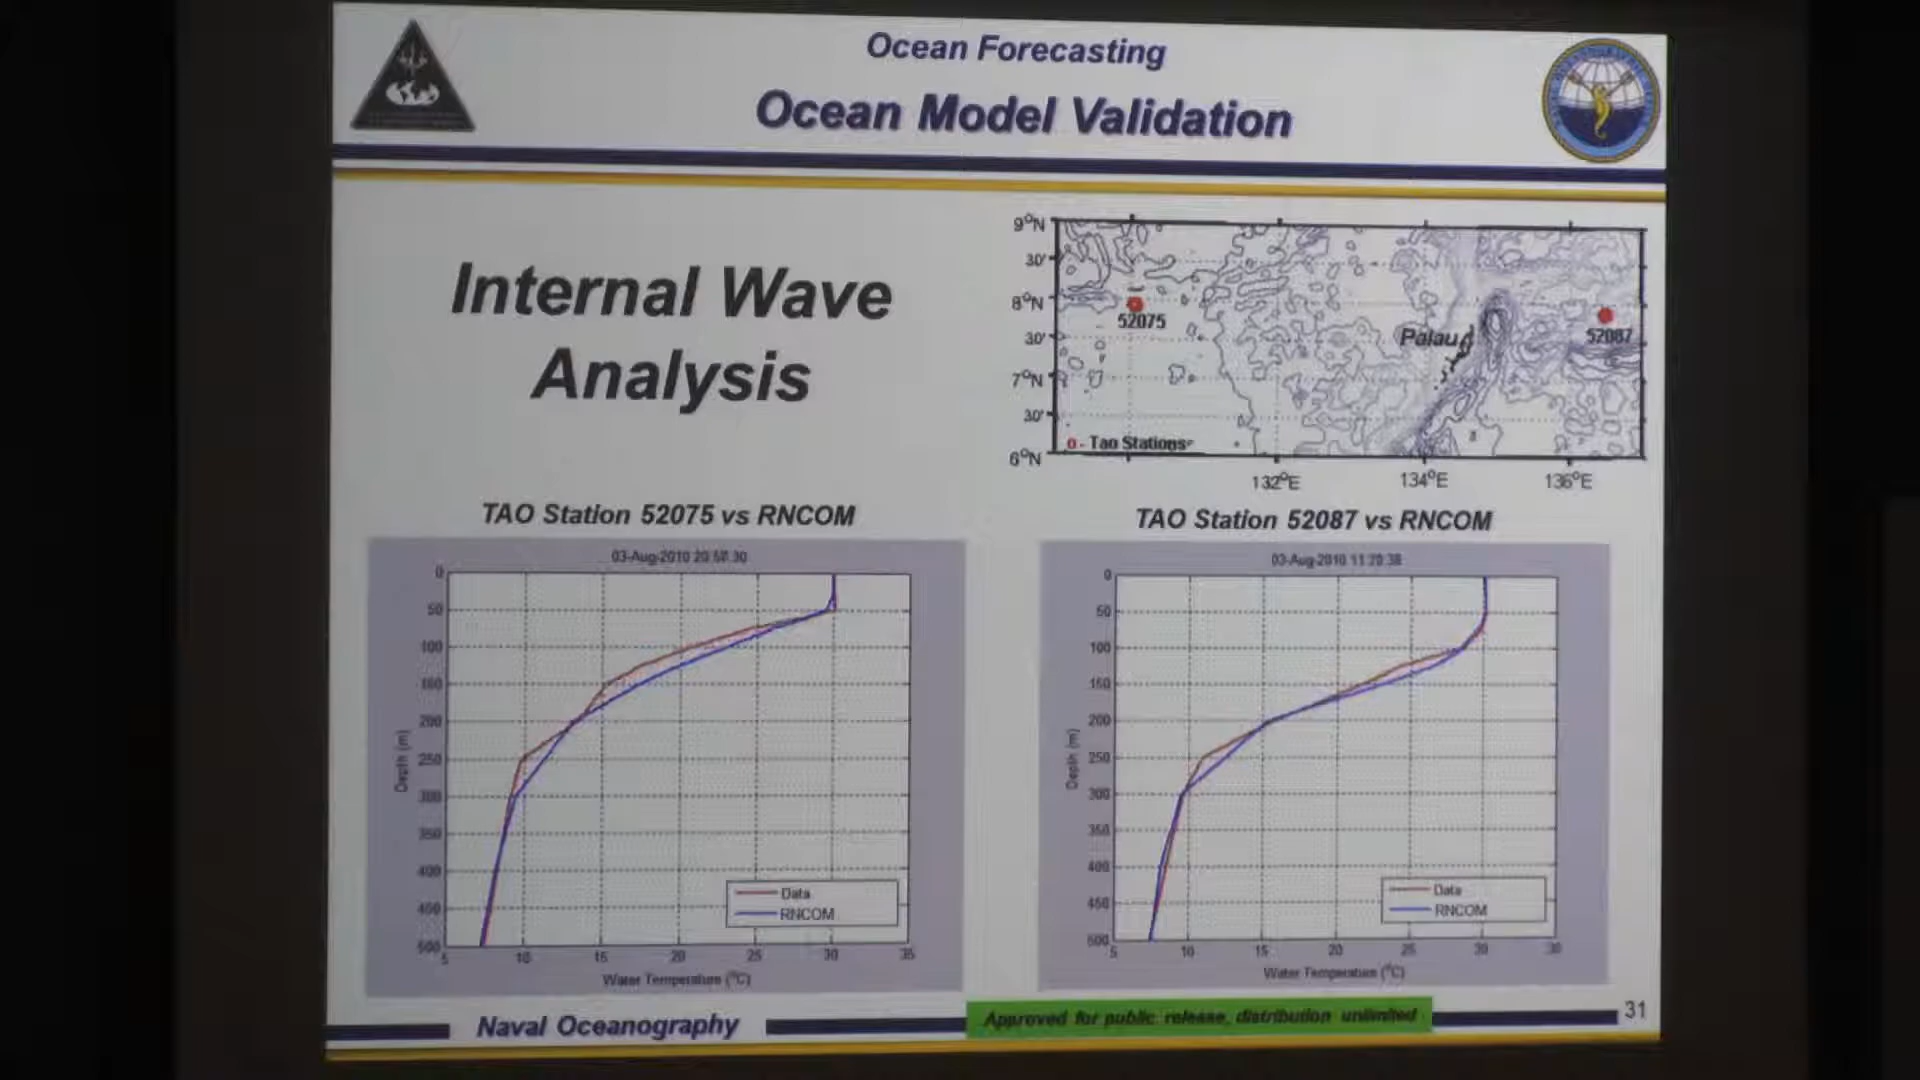 Ocean Forecasting
Ocean Model Validation
Internal Wave
Analysis
9°N
30'
8°N
30'
7°N
30'
6°N
52075
Palau
52087
o - Tao Stations
132°E
134°E
136°E
TAO Station 52075 vs RNCOM
03-Aug-2010 20:50:30
0
50
100
150
200
250
300
350
400
450
500
Depth (m)
5
10
15
20
25
30
35
Water Temperature (°C)
Data
RNCOM
TAO Station 52087 vs RNCOM
03-Aug-2010 11:20:38
0
50
100
150
200
250
300
350
400
450
500
Depth (m)
5
10
15
20
25
30
Water Temperature (°C)
Data
RNCOM
Naval Oceanography
Approved for public release, distribution unlimited
31